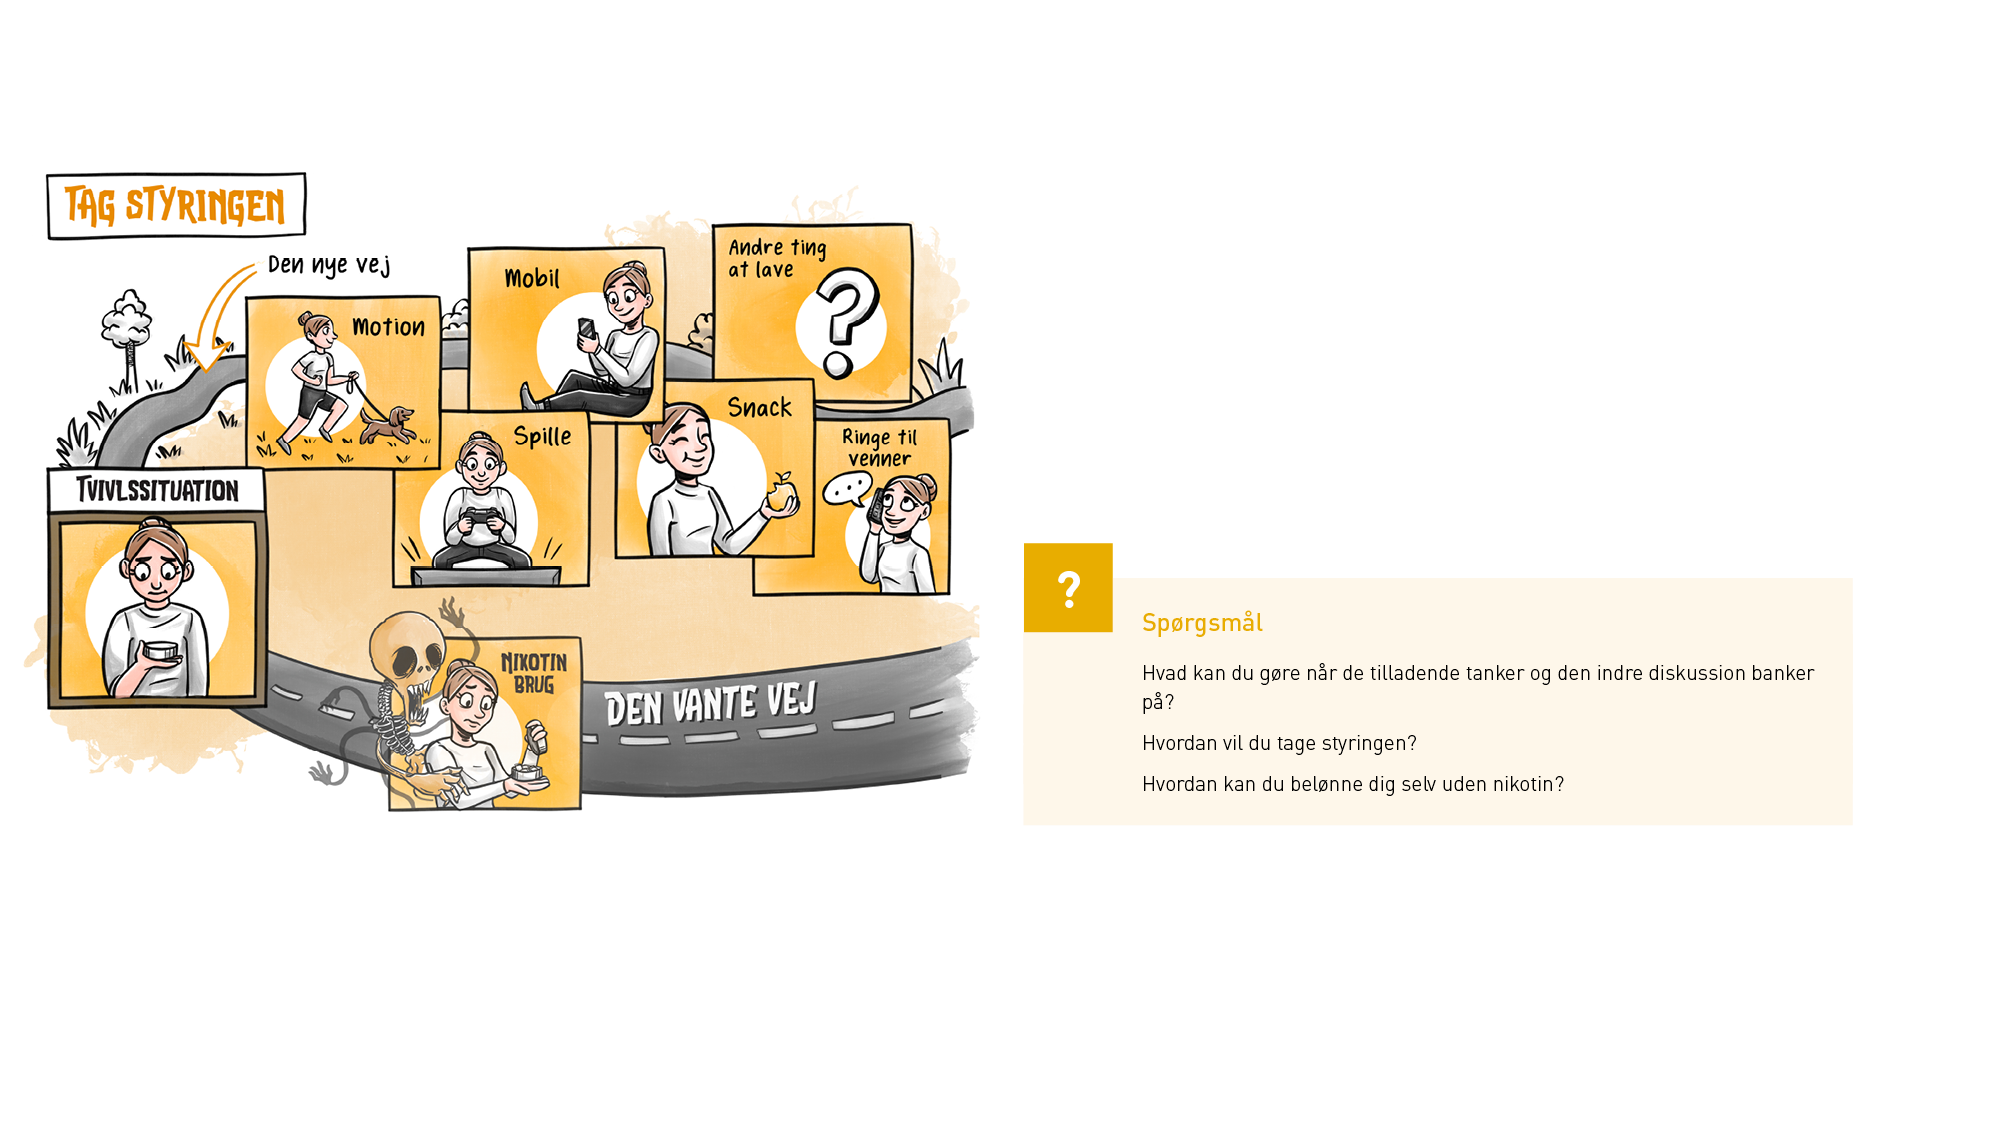 TAG STYRINGEN
Den nye vej
Motion
Mobil
Andre ting
at lave
Spille
Snack
Ringe til
venner
TVIVLSSITUATION
NIKOTIN
BRUG
DEN VANTE VEJ
?
Spørgsmål
Hvad kan du gøre når de tilladende tanker og den indre diskussion banker
på?
Hvordan vil du tage styringen?
Hvordan kan du belønne dig selv uden nikotin?